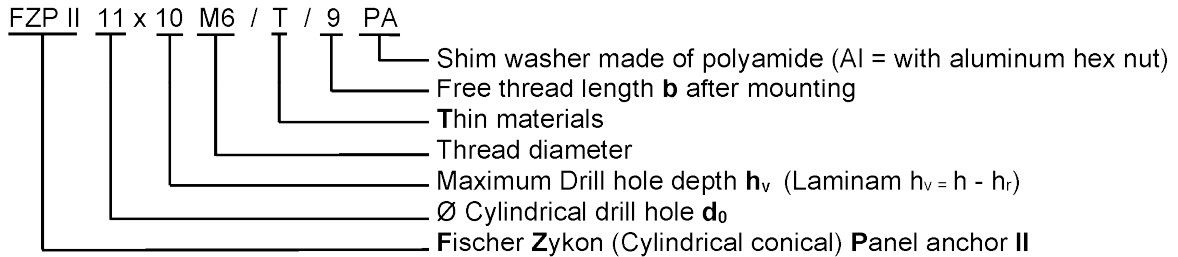 FZP II 11 x 10 M6 / T / 9 PA
Shim washer made of polyamide (Al = with aluminum hex nut)
Free thread length b after mounting
Thin materials
Thread diameter
Maximum Drill hole depth hv (Laminam hv = h - hr)
Ø Cylindrical drill hole d0
Fischer Zykon (Cylindrical conical) Panel anchor II